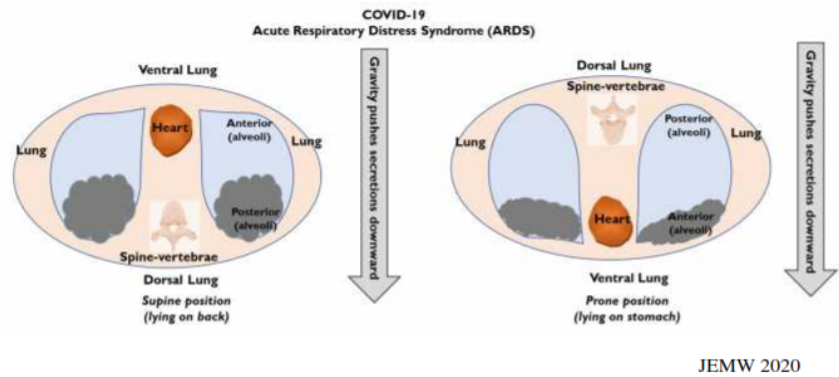 COVID-19
Acute Respiratory Distress Syndrome (ARDS)
Ventral Lung
Heart
Anterior
(alveoli)
Lung
Lung
Posterior
(alveoli)
Spine-vertebrae
Dorsal Lung
Supine position
(lying on back)
Gravity pushes secretions downward
Dorsal Lung
Spine-vertebrae
Posterior
(alveoli)
Lung
Lung
Heart
Anterior
(alveoli)
Ventral Lung
Prone position
(lying on stomach)
Gravity pushes secretions downward
JEMW 2020